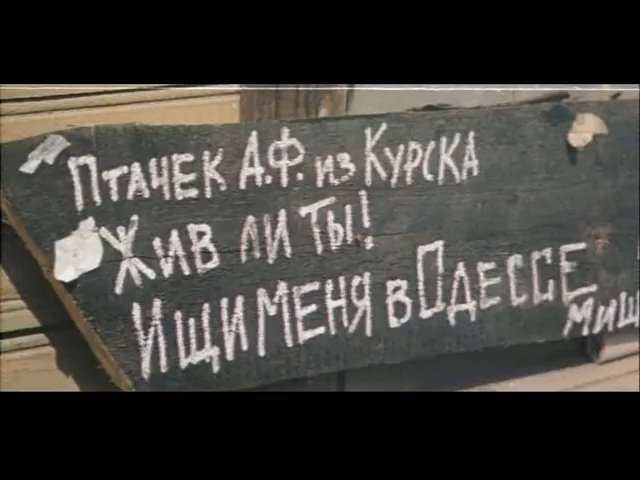 Птачек А.Ф. из Курска
Жив ли ты!
Ищи меня в Одессе
Миш